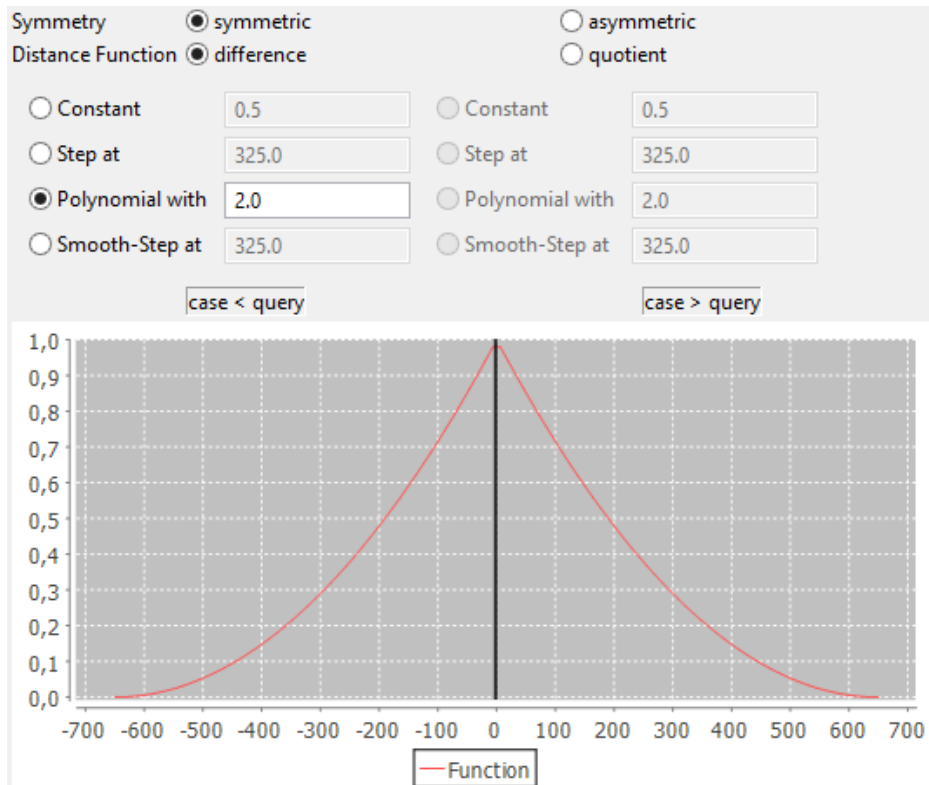 Symmetry symmetric asymmetric
Distance Function difference quotient
Constant 0.5 Constant 0.5
Step at 325.0 Step at 325.0
Polynomial with 2.0 Polynomial with 2.0
Smooth-Step at 325.0 Smooth-Step at 325.0
case < query case > query
1,0
0,9
0,8
0,7
0,6
0,5
0,4
0,3
0,2
0,1
0,0
-700 -600 -500 -400 -300 -200 -100 0 100 200 300 400 500 600 700
Function